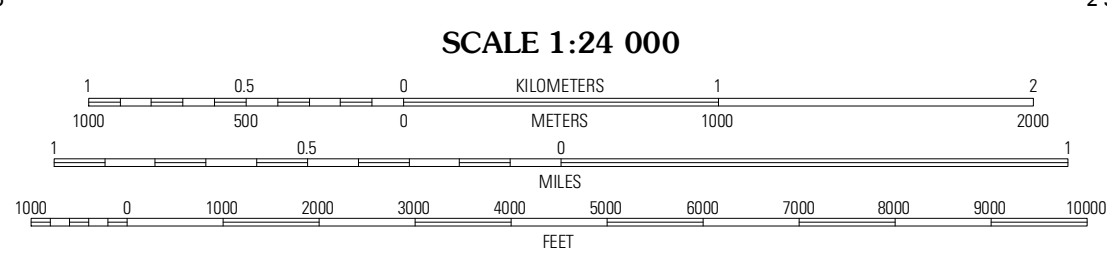 SCALE 1:24 000
1 0.5 0 KILOMETERS 1 2
1000 500 0 METERS 1000 2000
1 0.5 0 1
MILES
1000 0 1000 2000 3000 4000 5000 6000 7000 8000 9000 10000
FEET